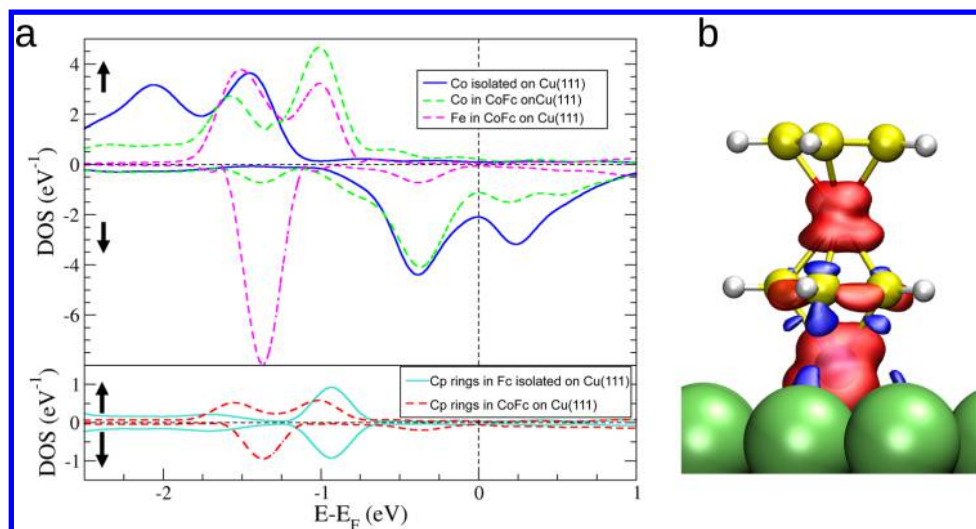 a
b
4
2
0
-2
-4
-6
DOS (eV⁻¹)
Co isolated on Cu(111)
Co in CoFc onCu(111)
Fe in CoFc on Cu(111)
1
0
-1
DOS (eV⁻¹)
Cp rings in Fc isolated on Cu(111)
Cp rings in CoFc on Cu(111)
-2
-1
0
1
E-E_F (eV)